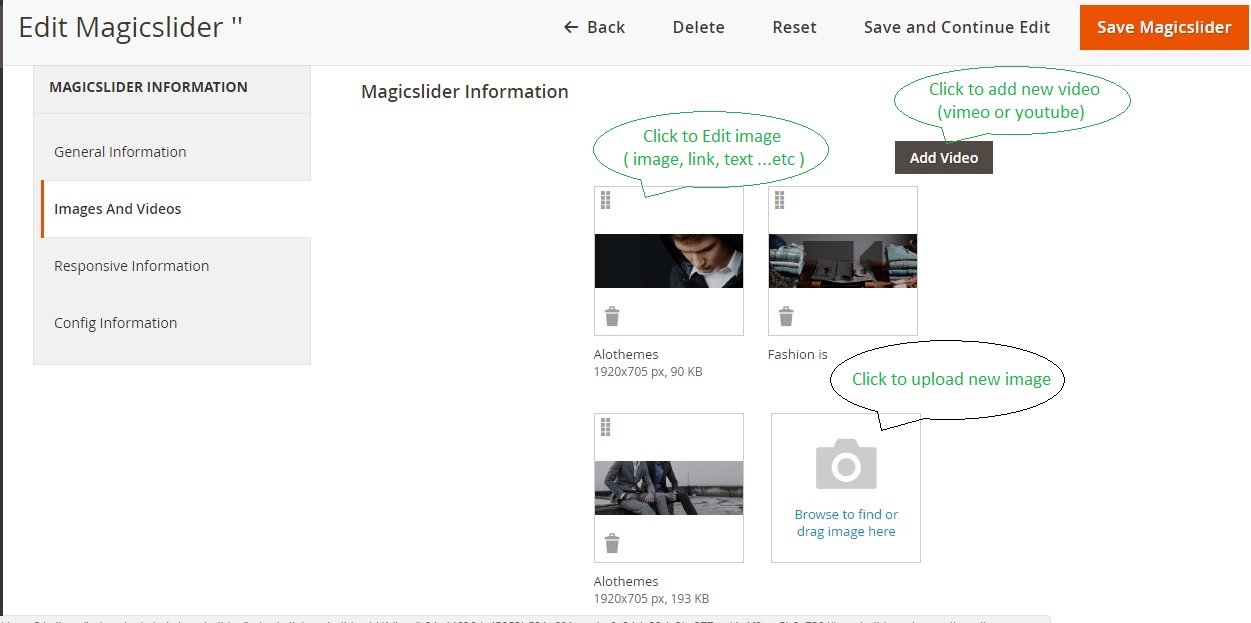 Edit Magicslider "
← Back
Delete
Reset
Save and Continue Edit
Save Magicslider
MAGICSLIDER INFORMATION
General Information
Images And Videos
Responsive Information
Config Information
Magicslider Information
Click to add new video
(vimeo or youtube)
Click to Edit image
( image, link, text ...etc )
Add Video
Alothemes
1920x705 px, 90 KB
Fashion is
Click to upload new image
Browse to find or
drag image here
Alothemes
1920x705 px, 193 KB